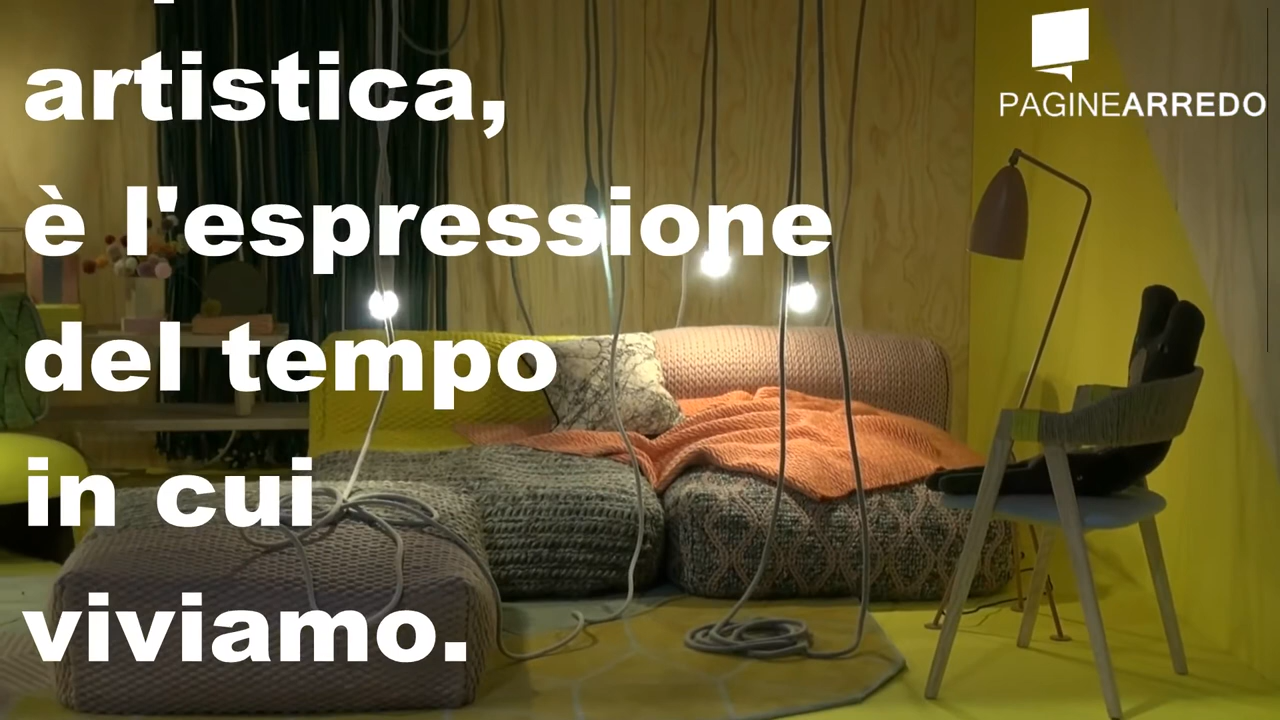 artistica,
è l'espressione
del tempo
in cui
viviamo.
PAGINEARREDO